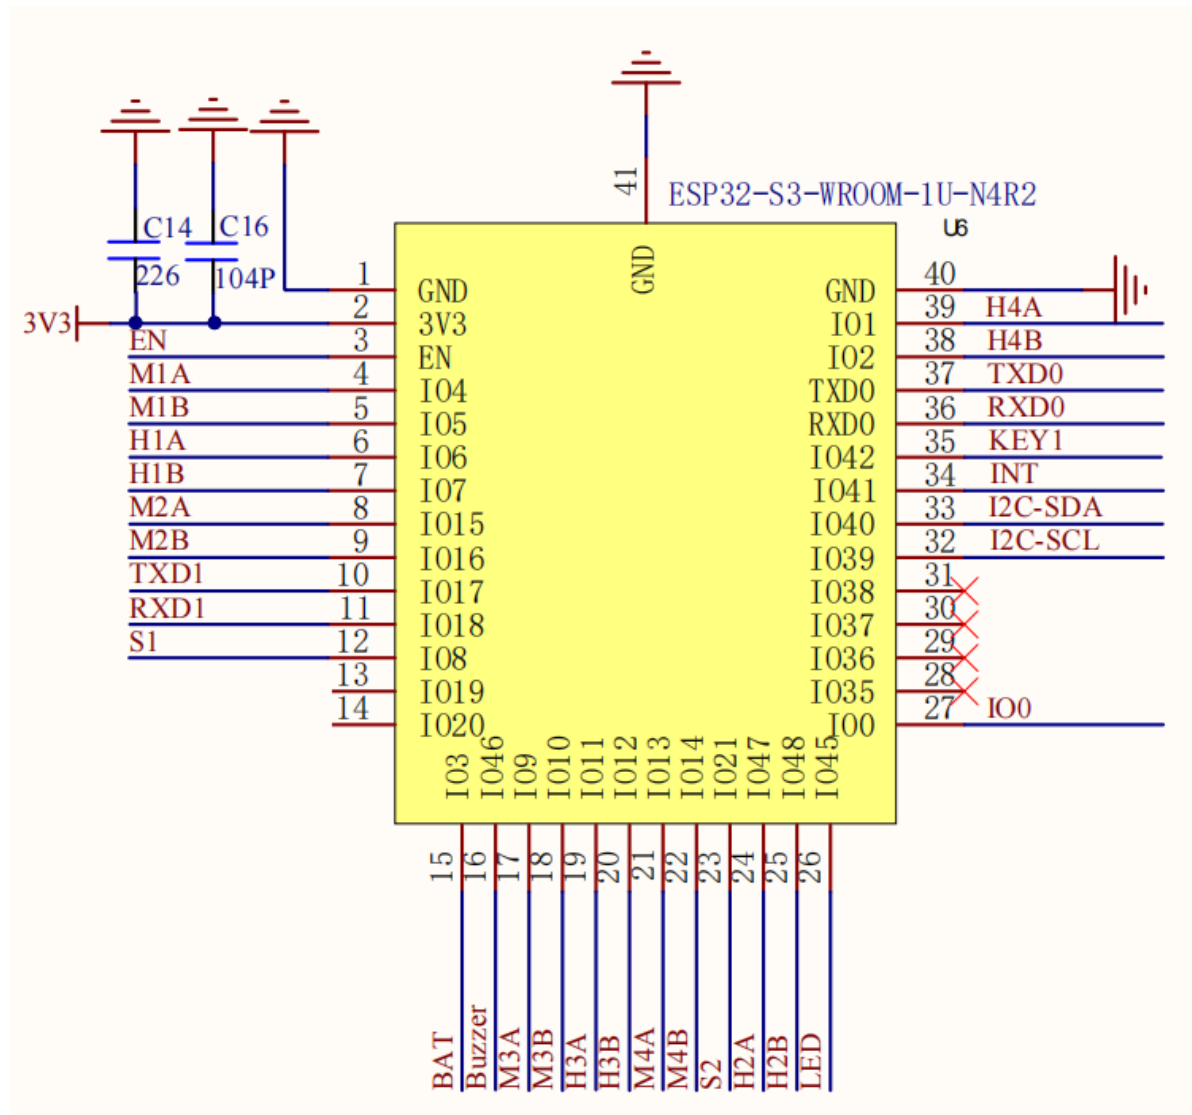 41
ESP32-S3-WROOM-1U-N4R2
U6
C14
C16
226
104P
3V3
EN
M1A
M1B
H1A
H1B
M2A
M2B
TXD1
RXD1
S1
1
2
3
4
5
6
7
8
9
10
11
12
13
14
GND
3V3
EN
IO4
IO5
IO6
IO7
IO15
IO16
IO17
IO18
IO8
IO19
IO20
GND
GND
IO1
IO2
TXD0
RXD0
IO42
IO41
IO40
IO39
IO38
IO37
IO36
IO35
IO0
40
39
38
37
36
35
34
33
32
31
30
29
28
27
H4A
H4B
TXD0
RXD0
KEY1
INT
I2C-SDA
I2C-SCL
IO0
IO3
IO46
IO9
IO10
IO11
IO12
IO13
IO14
IO21
IO47
IO48
IO45
15
16
17
18
19
20
21
22
23
24
25
26
BAT
Buzzer
M3A
M3B
H3A
H3B
M4A
M4B
S2
H2A
H2B
LED